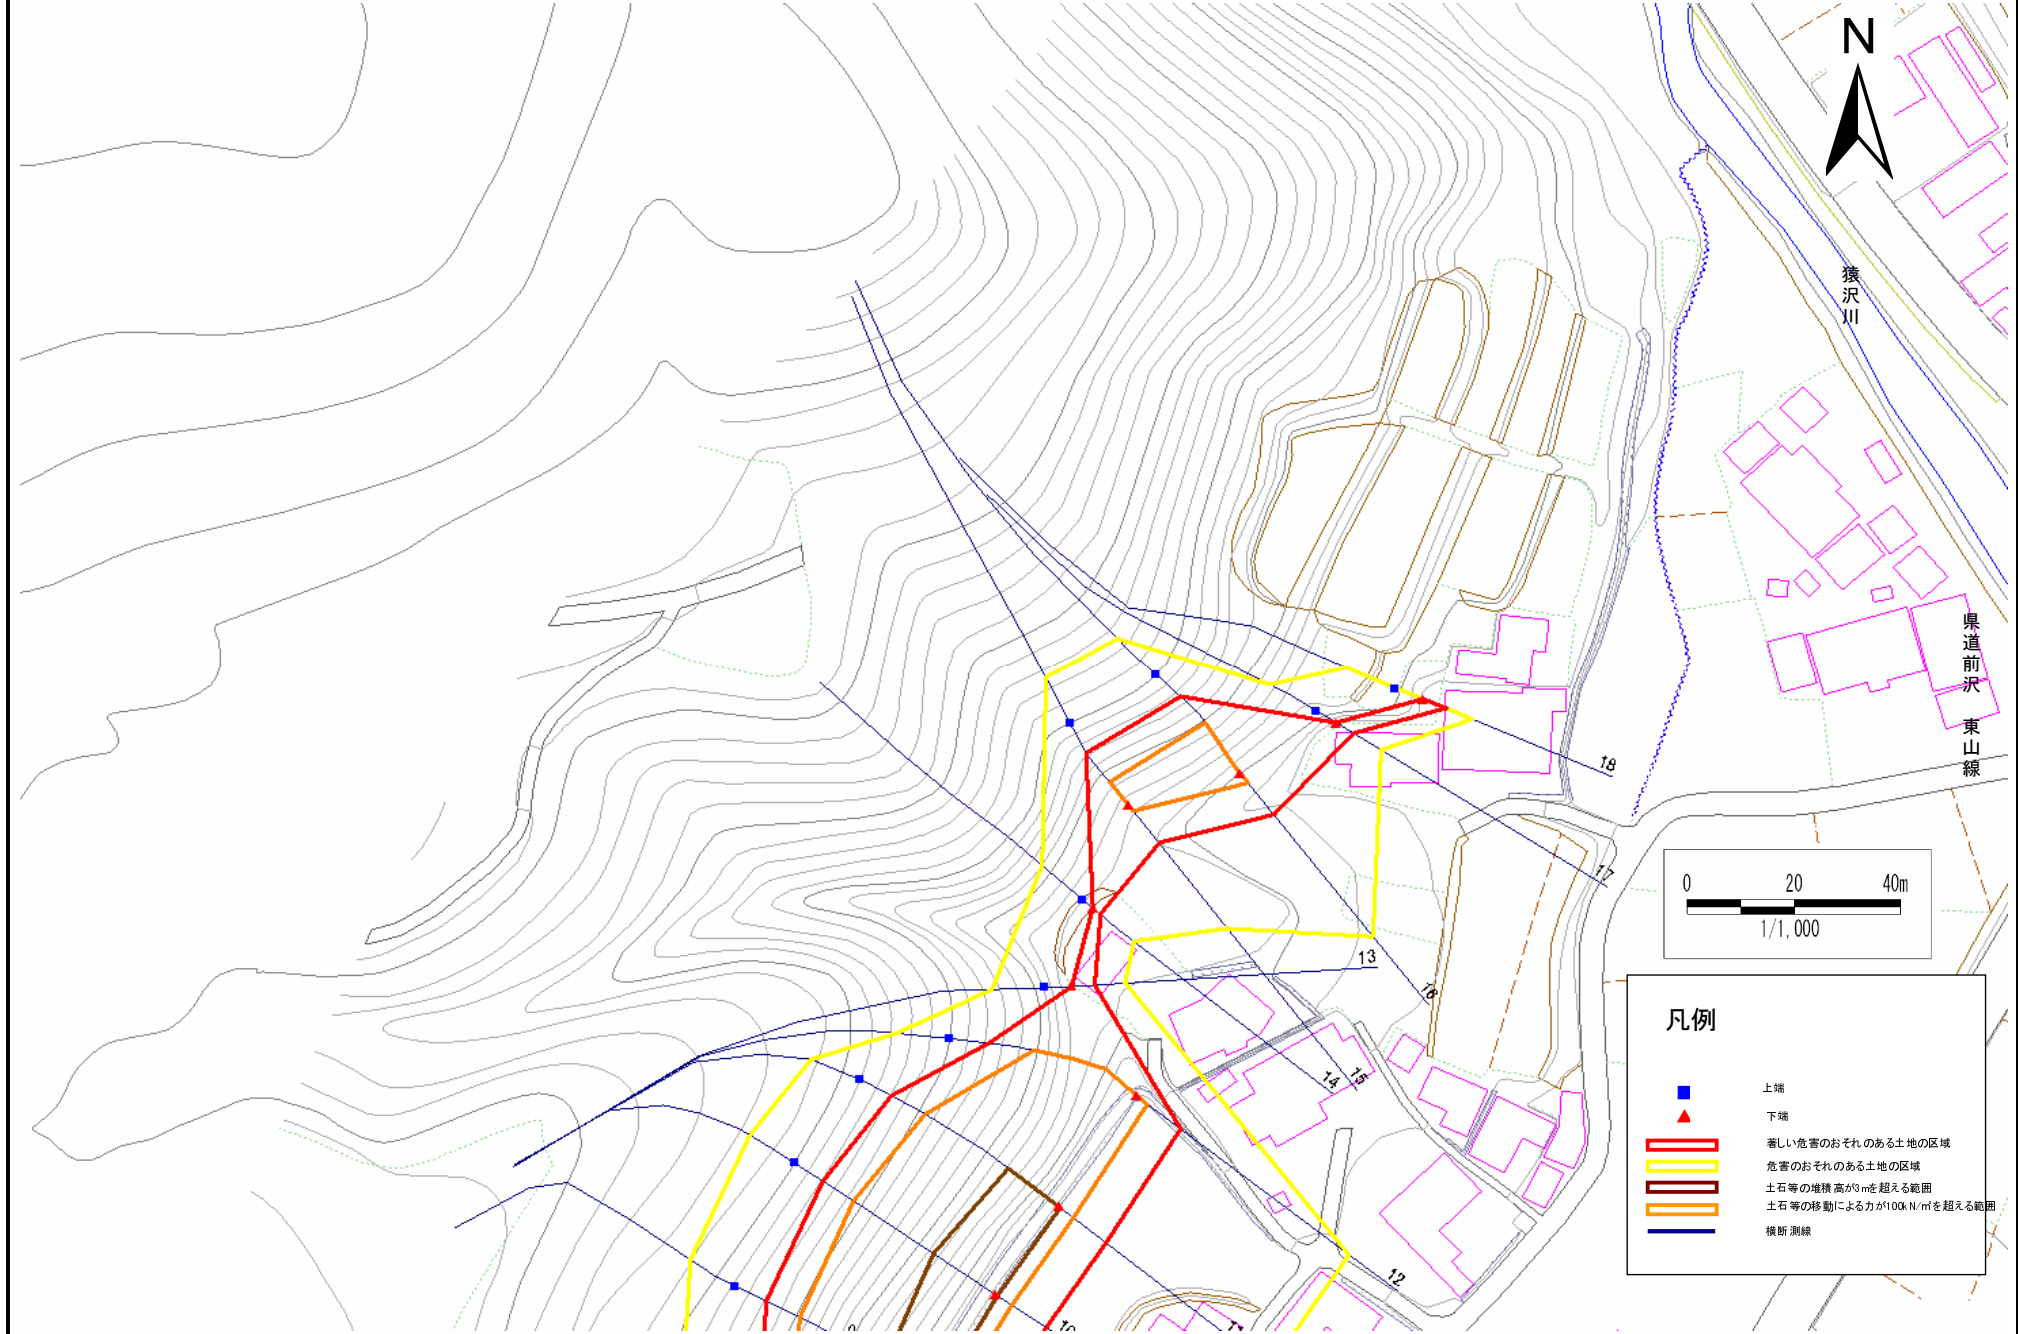 N
猿沢川
県道前沢 東山線
18
17
0 20 40m
1/1,000
13
16
15
14
12
11
10
9
凡例
上端
下端
著しい危害のおそれのある土地の区域
危害のおそれのある土地の区域
土石等の堆積高が3mを超える範囲
土石等の移動による力が100kN/㎡を超える範囲
横断測線